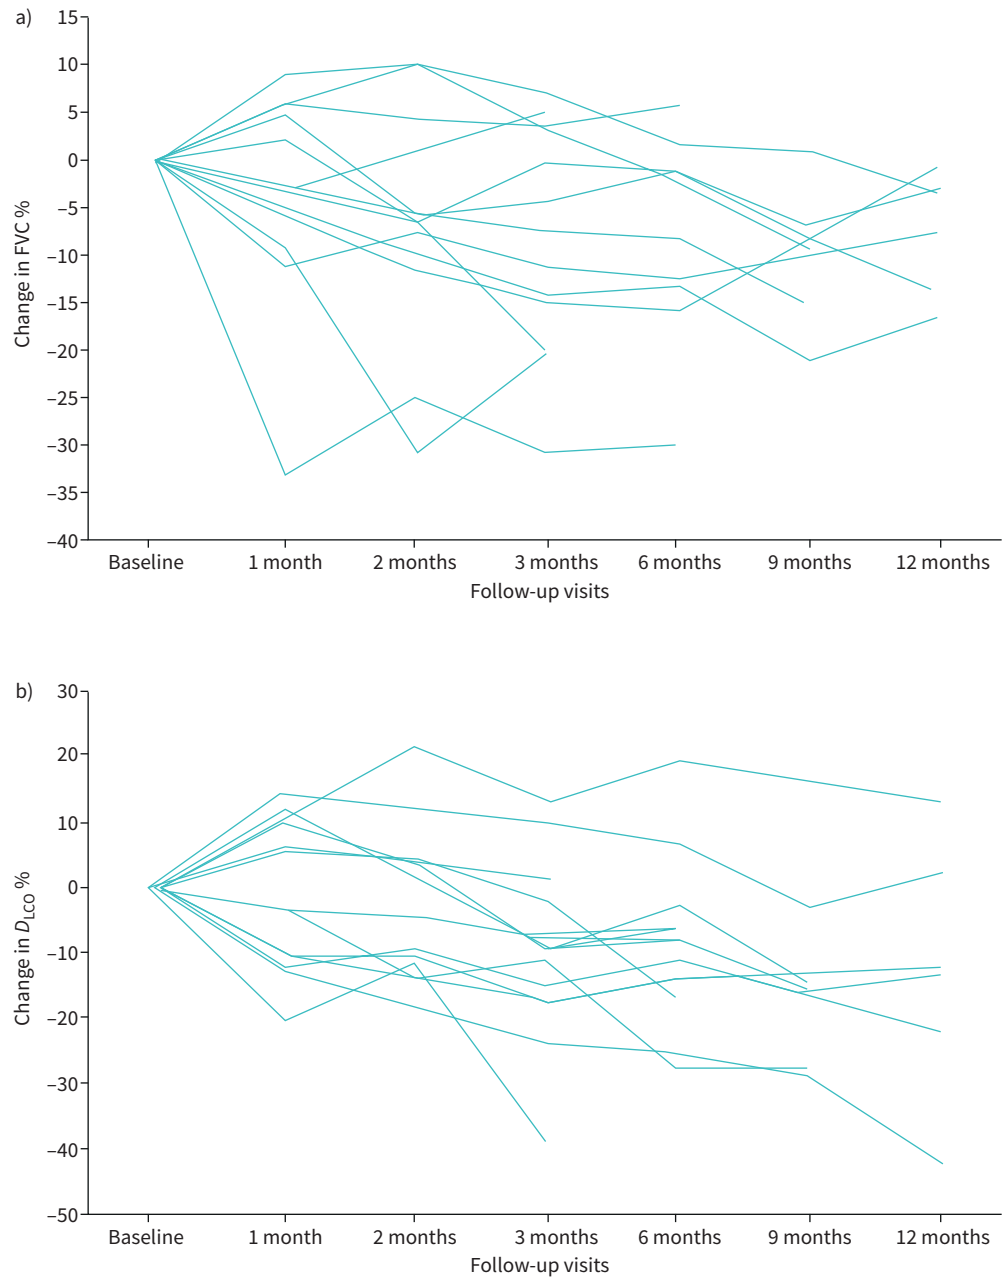 a)
15
10
5
0
–5
–10
–15
–20
–25
–30
–35
–40
Change in FVC %
Baseline 1 month 2 months 3 months 6 months 9 months 12 months
Follow-up visits
b)
30
20
10
0
–10
–20
–30
–40
–50
Change in DLCO %
Baseline 1 month 2 months 3 months 6 months 9 months 12 months
Follow-up visits